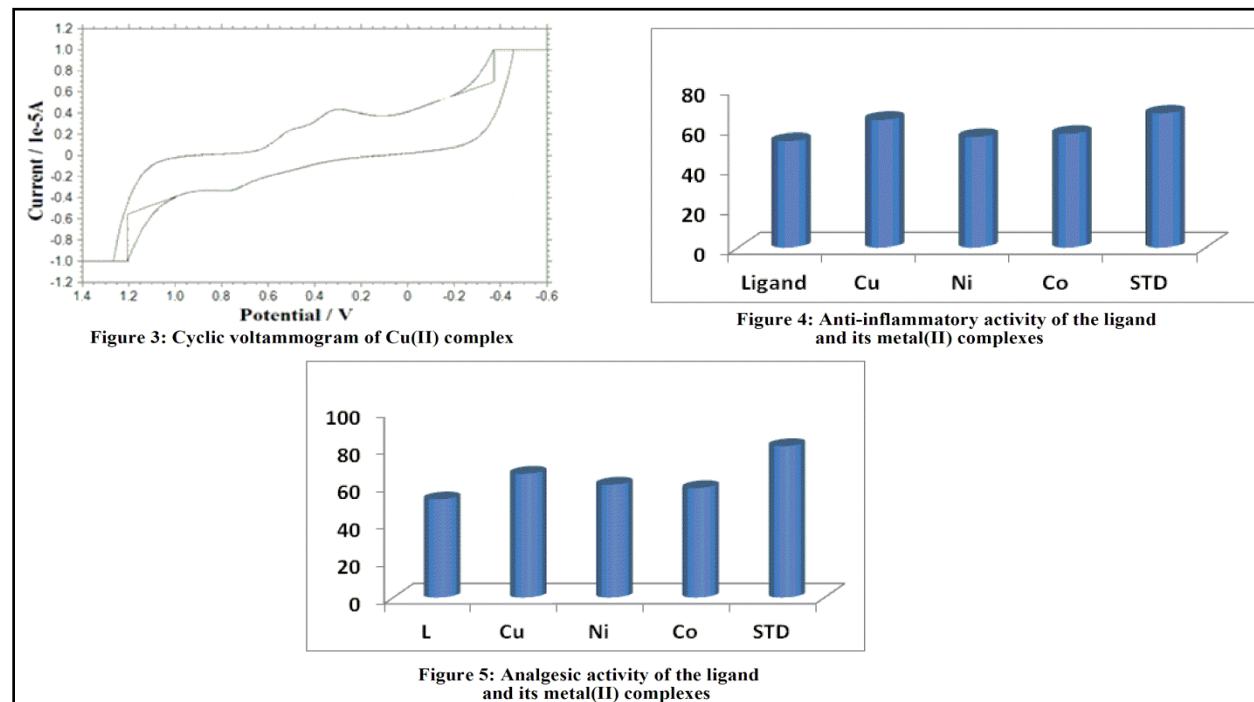 1.2
1.0
0.8
0.6
0.4
0.2
0
-0.2
-0.4
-0.6
-0.8
-1.0
-1.2
Current / 1e-5A
1.4 1.2 1.0 0.8 0.6 0.4 0.2 0 -0.2 -0.4 -0.6
Potential / V
Figure 3: Cyclic voltammogram of Cu(II) complex
80
60
40
20
0
Ligand Cu Ni Co STD
Figure 4: Anti-inflammatory activity of the ligand
and its metal(II) complexes
100
80
60
40
20
0
L Cu Ni Co STD
Figure 5: Analgesic activity of the ligand
and its metal(II) complexes